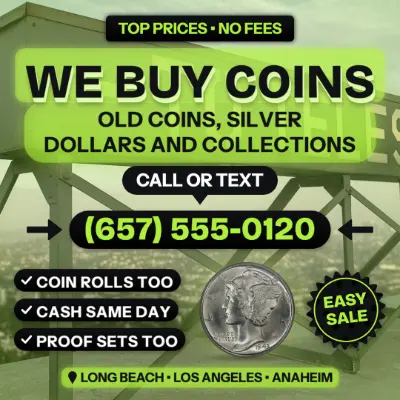 TOP PRICES • NO FEES
WE BUY COINS
OLD COINS, SILVER
DOLLARS AND COLLECTIONS
CALL OR TEXT
(657) 555-0120
COIN ROLLS TOO
CASH SAME DAY
PROOF SETS TOO
EASY
SALE
LONG BEACH • LOS ANGELES • ANAHEIM